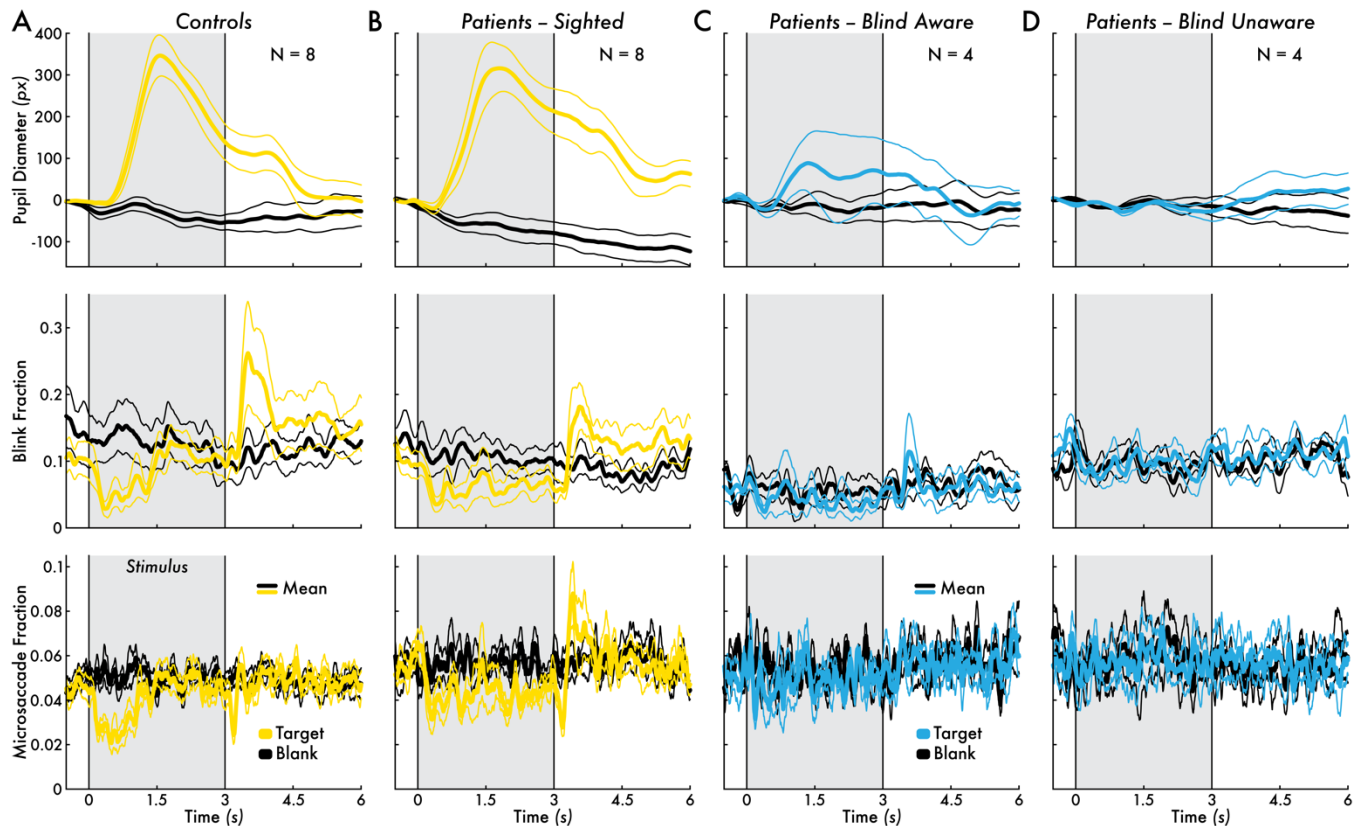 A Controls
B Patients – Sighted
C Patients – Blind Aware
D Patients – Blind Unaware
N = 8
N = 8
N = 4
N = 4
Pupil Diameter (px)
400
300
200
100
0
-100
Blink Fraction
0.3
0.2
0.1
0
Microsaccade Fraction
0.1
0.08
0.06
0.04
0.02
0
Stimulus
Mean
Target
Blank
Mean
Target
Blank
0 1.5 3 4.5 6
0 1.5 3 4.5 6
0 1.5 3 4.5 6
0 1.5 3 4.5 6
Time (s)
Time (s)
Time (s)
Time (s)